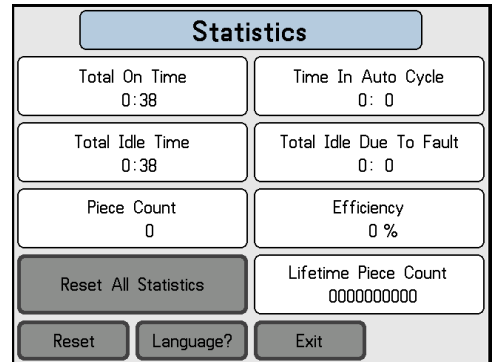 Statistics
Total On Time
0:38
Time In Auto Cycle
0: 0
Total Idle Time
0:38
Total Idle Due To Fault
0: 0
Piece Count
0
Efficiency
0 %
Reset All Statistics
Lifetime Piece Count
0000000000
Reset
Language?
Exit